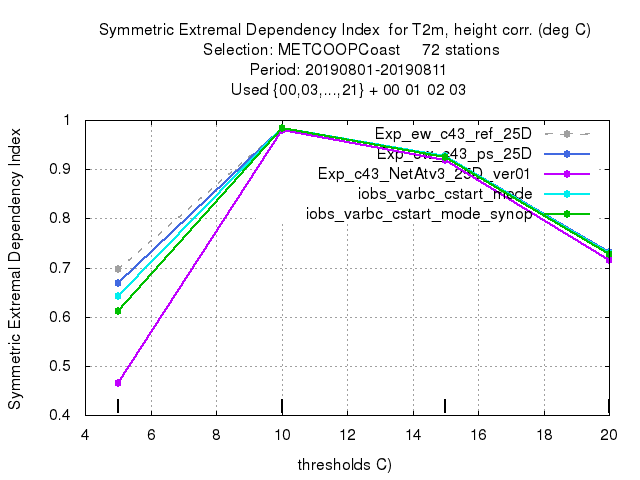 Symmetric Extremal Dependency Index for T2m, height corr. (deg C)
Selection: METCOOPCoast 72 stations
Period: 20190801-20190811
Used {00,03,...,21} + 00 01 02 03
Symmetric Extremal Dependency Index
1
0.9
0.8
0.7
0.6
0.5
0.4
Exp_ew_c43_ref_25D
Exp_ew_c43_ps_25D
Exp_c43_NetAtv3_25D_ver01
iobs_varbc_cstart_mode
iobs_varbc_cstart_mode_synop
4 6 8 10 12 14 16 18 20
thresholds C)